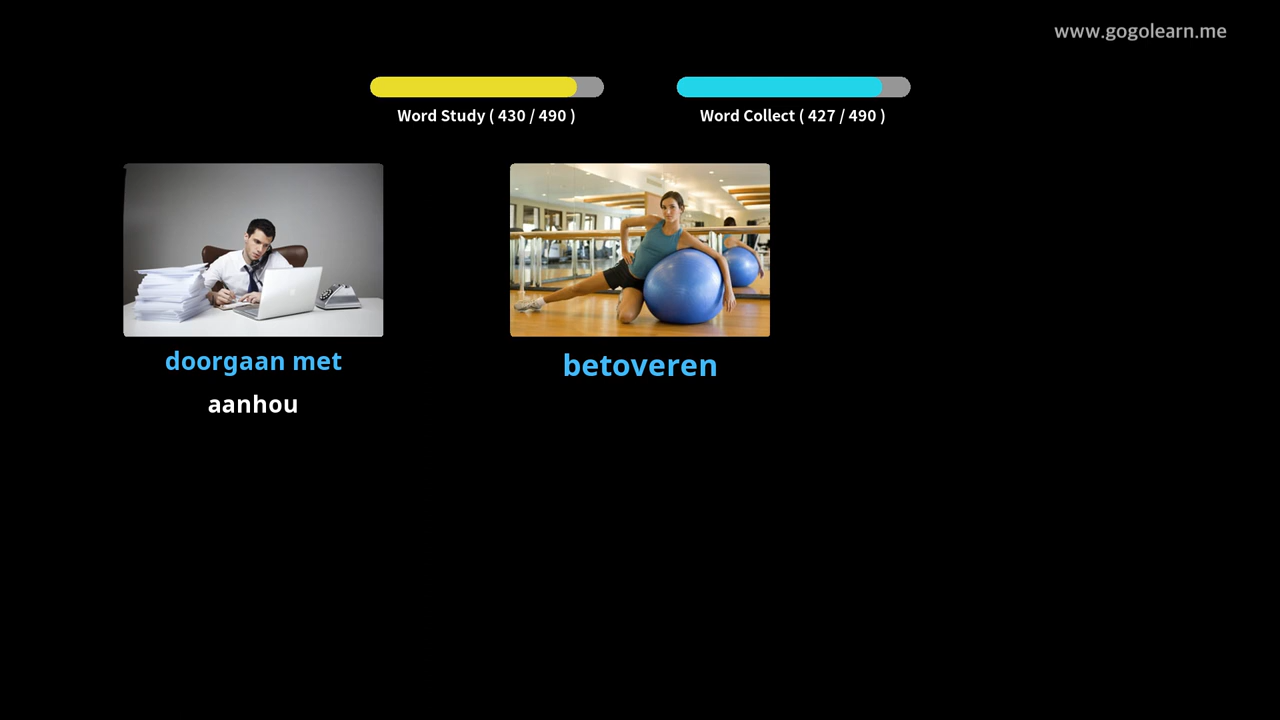 www.gogolearn.me
Word Study ( 430 / 490 )
Word Collect ( 427 / 490 )
doorgaan met
aanhou
betoveren